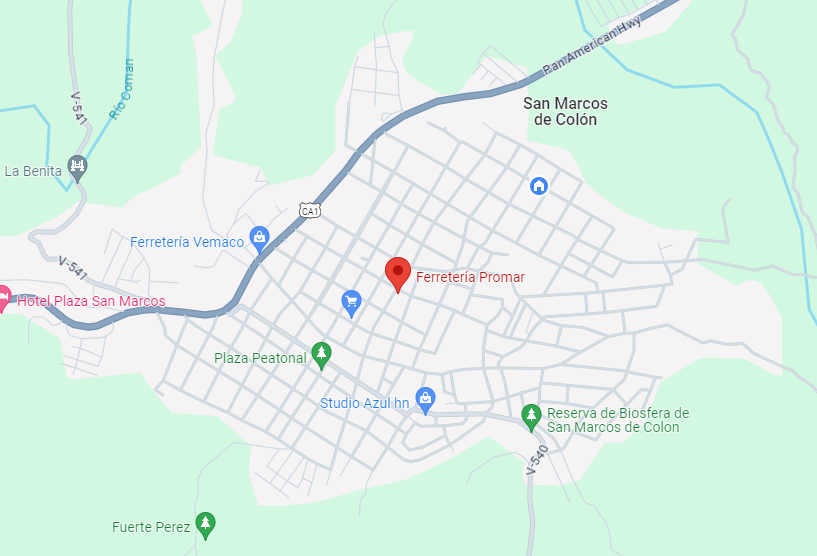 Pan American Hwy
San Marcos
de Colón
Río Coman
V-541
La Benita
CA1
Ferretería Vemaco
V-541
Ferretería Promar
Hotel Plaza San Marcos
Plaza Peatonal
Studio Azul hn
Reserva de Biosfera de
San Marcos de Colon
V-540
Fuerte Perez